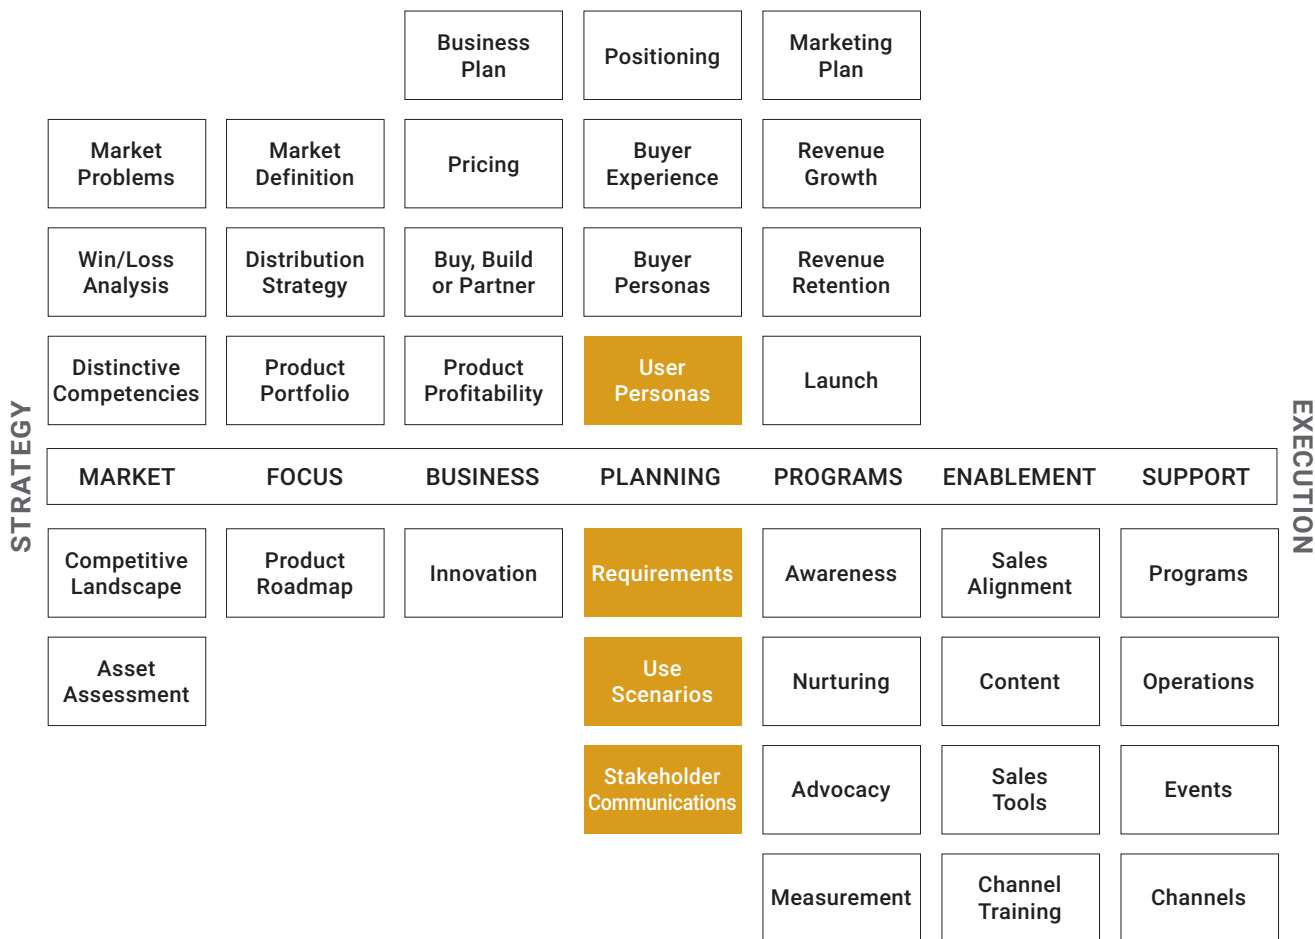 Business
Plan
Positioning
Marketing
Plan
Market
Problems
Market
Definition
Pricing
Buyer
Experience
Revenue
Growth
Win/Loss
Analysis
Distribution
Strategy
Buy, Build
or Partner
Buyer
Personas
Revenue
Retention
Distinctive
Competencies
Product
Portfolio
Product
Profitability
User
Personas
Launch
STRATEGY
MARKET
FOCUS
BUSINESS
PLANNING
PROGRAMS
ENABLEMENT
SUPPORT
EXECUTION
Competitive
Landscape
Product
Roadmap
Innovation
Requirements
Awareness
Sales
Alignment
Programs
Asset
Assessment
Use
Scenarios
Nurturing
Content
Operations
Stakeholder
Communications
Advocacy
Sales
Tools
Events
Measurement
Channel
Training
Channels